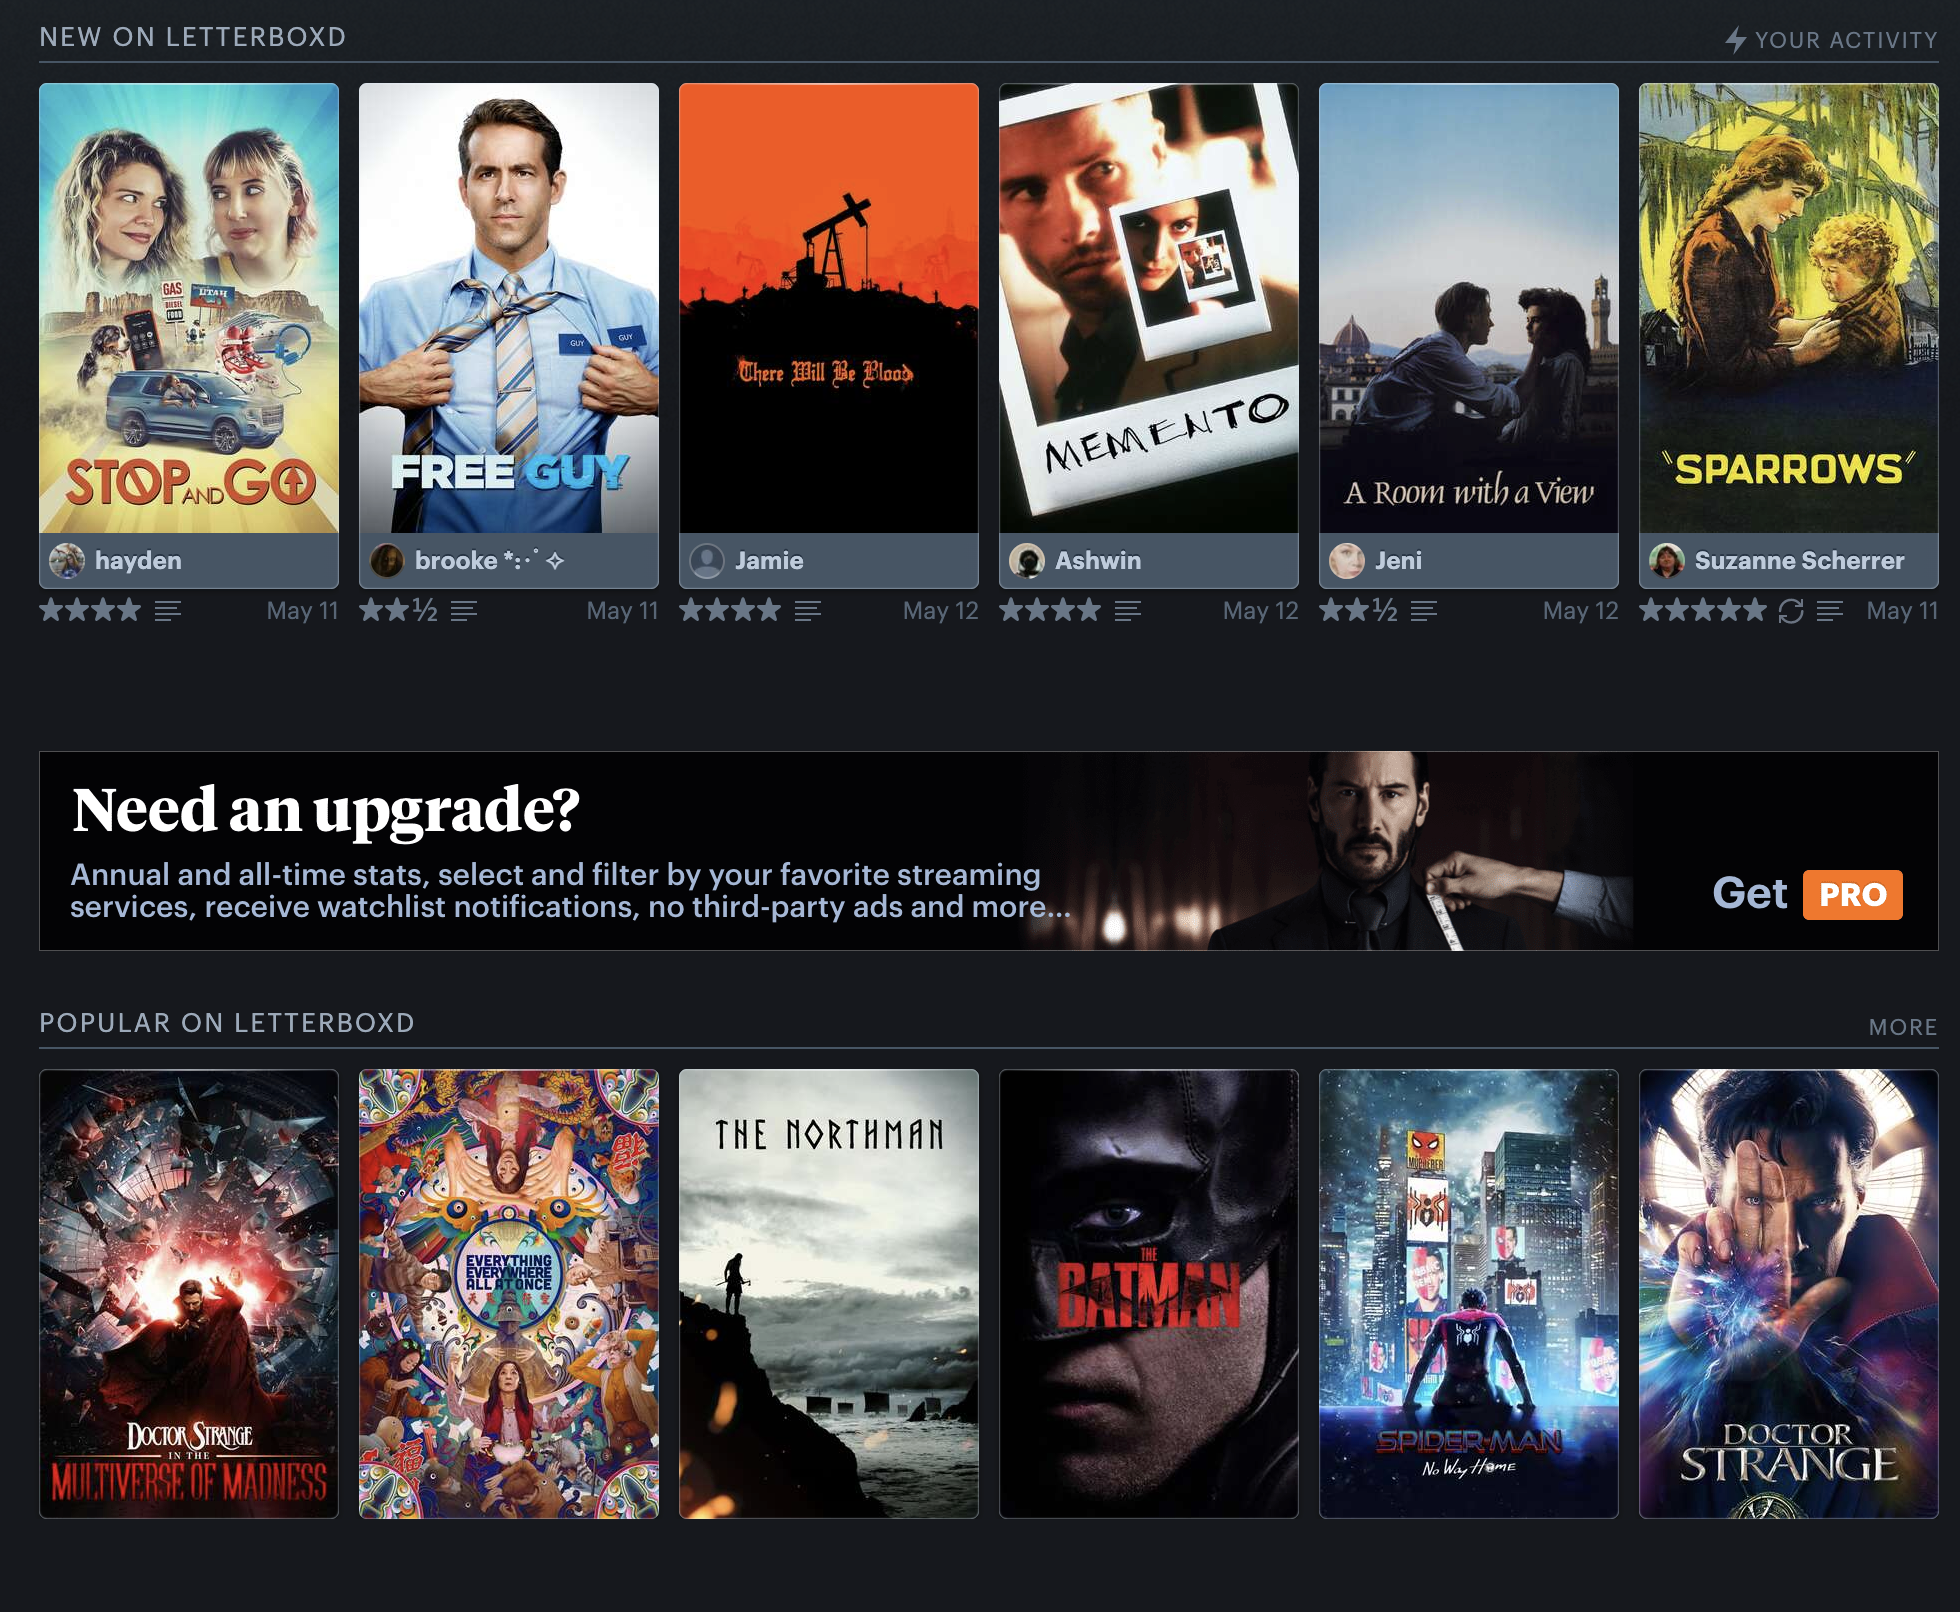 NEW ON LETTERBOXD
YOUR ACTIVITY
GAS
DIESEL
FOOD
UTAH
STOP AND GO
GUY
GUY
FREE GUY
There Will Be Blood
MEMENTO
A Room with a View
"SPARROWS"
hayden
brooke *:·˚ ✧
Jamie
Ashwin
Jeni
Suzanne Scherrer
★★★★
May 11
★★½
May 11
★★★★
May 12
★★★★
May 12
★★½
May 12
★★★★★
May 11
Need an upgrade?
Annual and all-time stats, select and filter by your favorite streaming
services, receive watchlist notifications, no third-party ads and more...
Get PRO
POPULAR ON LETTERBOXD
MORE
DOCTOR STRANGE
IN THE
MULTIVERSE OF MADNESS
福
EVERYTHING
EVERYWHERE
ALL AT ONCE
福
THE NORTHMAN
THE
BATMAN
MURDERER
SPIDER-MAN
No Way Home
DOCTOR
STRANGE